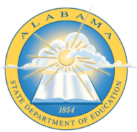 ALABAMA
1854
STATE DEPARTMENT OF EDUCATION